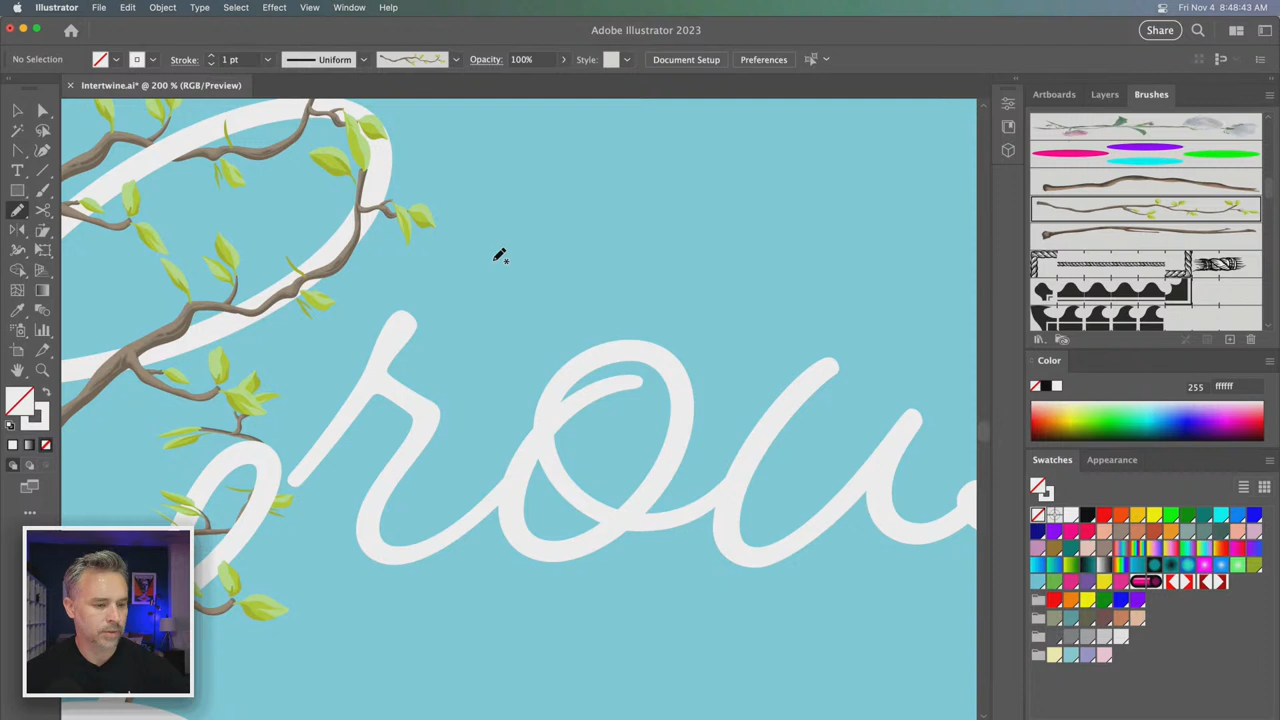 Illustrator File Edit Object Type Select Effect View Window Help Fri Nov 4 8:48:43 AM
Adobe Illustrator 2023 Share
No Selection Stroke: 1 pt Uniform Opacity: 100% Style: Document Setup Preferences
× Intertwine.ai* @ 200 % (RGB/Preview)
Artboards Layers Brushes
rou
Color
255 ffffff
Swatches Appearance